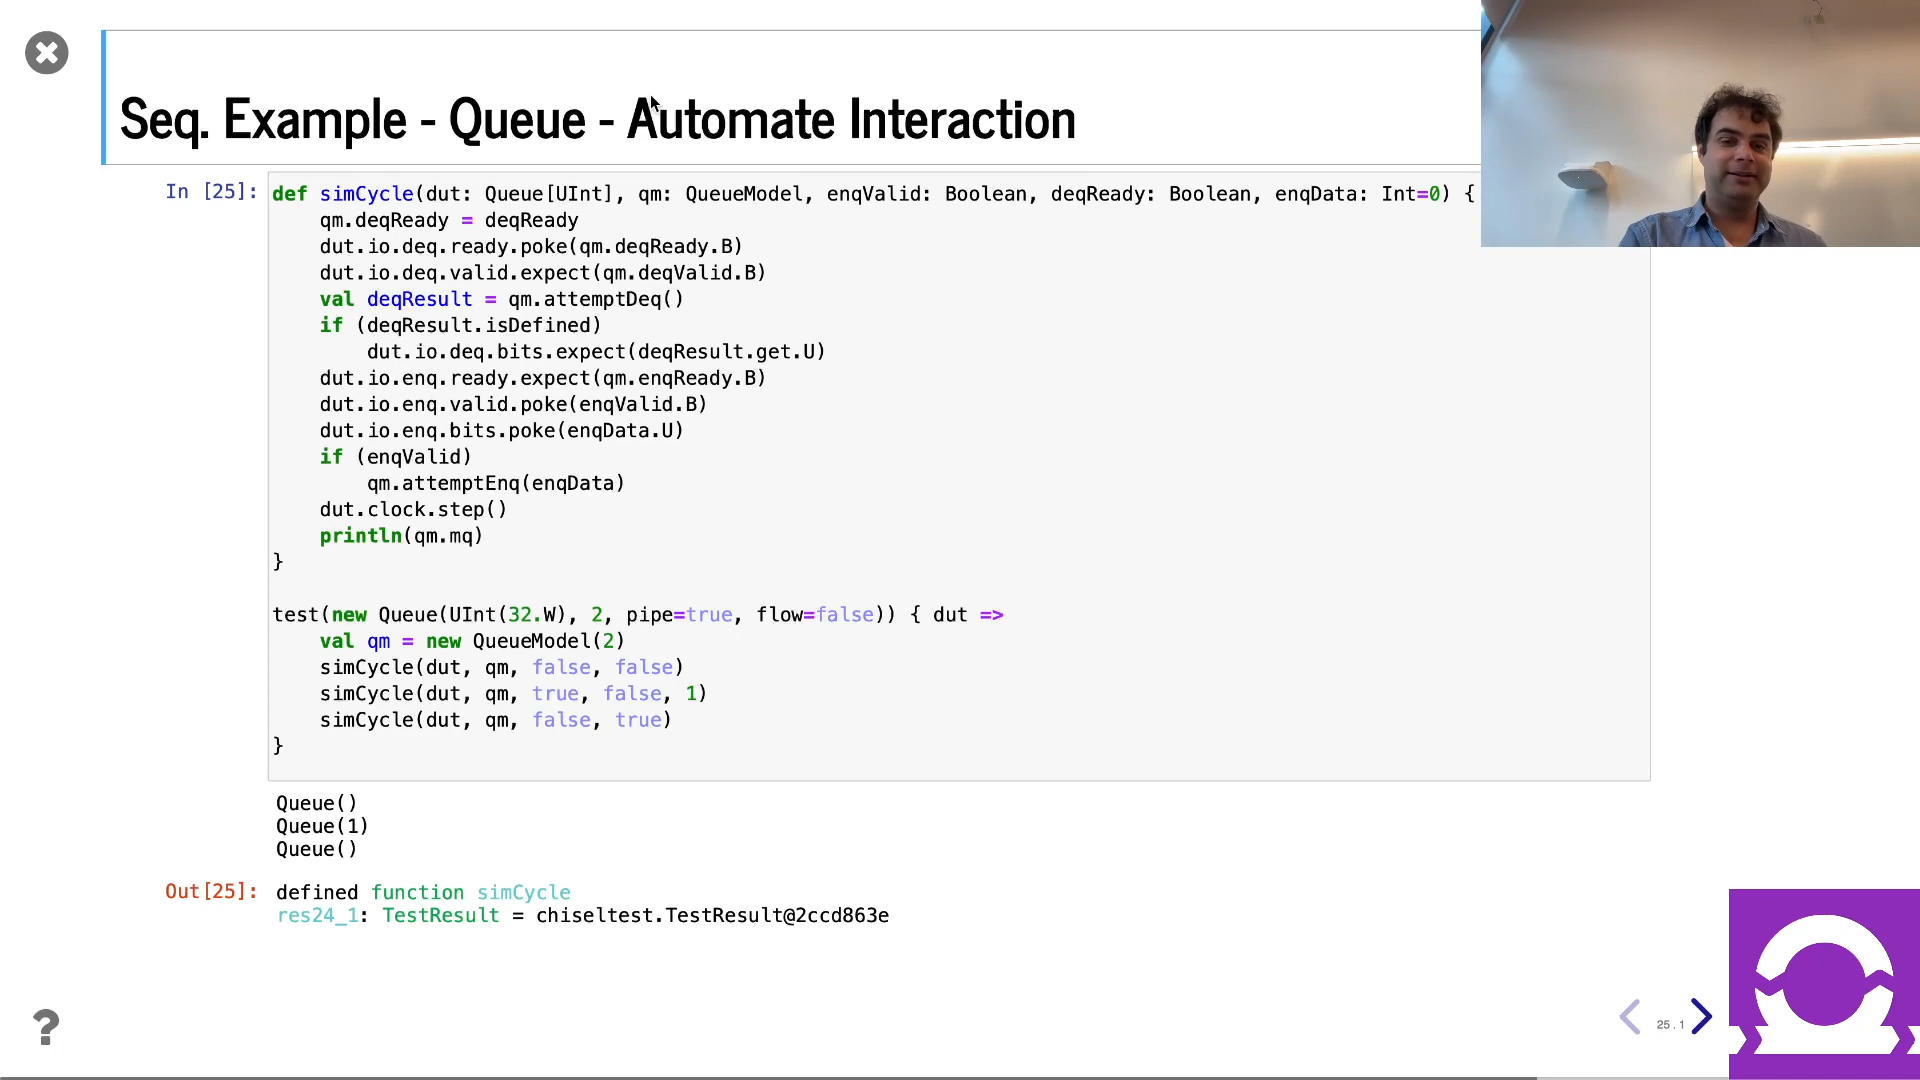 Seq. Example - Queue - Automate Interaction
In [25]:
def simCycle(dut: Queue[UInt], qm: QueueModel, enqValid: Boolean, deqReady: Boolean, enqData: Int=0) {
    qm.deqReady = deqReady
    dut.io.deq.ready.poke(qm.deqReady.B)
    dut.io.deq.valid.expect(qm.deqValid.B)
    val deqResult = qm.attemptDeq()
    if (deqResult.isDefined)
        dut.io.deq.bits.expect(deqResult.get.U)
    dut.io.enq.ready.expect(qm.enqReady.B)
    dut.io.enq.valid.poke(enqValid.B)
    dut.io.enq.bits.poke(enqData.U)
    if (enqValid)
        qm.attemptEnq(enqData)
    dut.clock.step()
    println(qm.mq)
}
test(new Queue(UInt(32.W), 2, pipe=true, flow=false)) { dut =>
    val qm = new QueueModel(2)
    simCycle(dut, qm, false, false)
    simCycle(dut, qm, true, false, 1)
    simCycle(dut, qm, false, true)
}
Queue()
Queue(1)
Queue()
Out[25]:
defined function simCycle
res24_1: TestResult = chiseltest.TestResult@2ccd863e
?
25.1